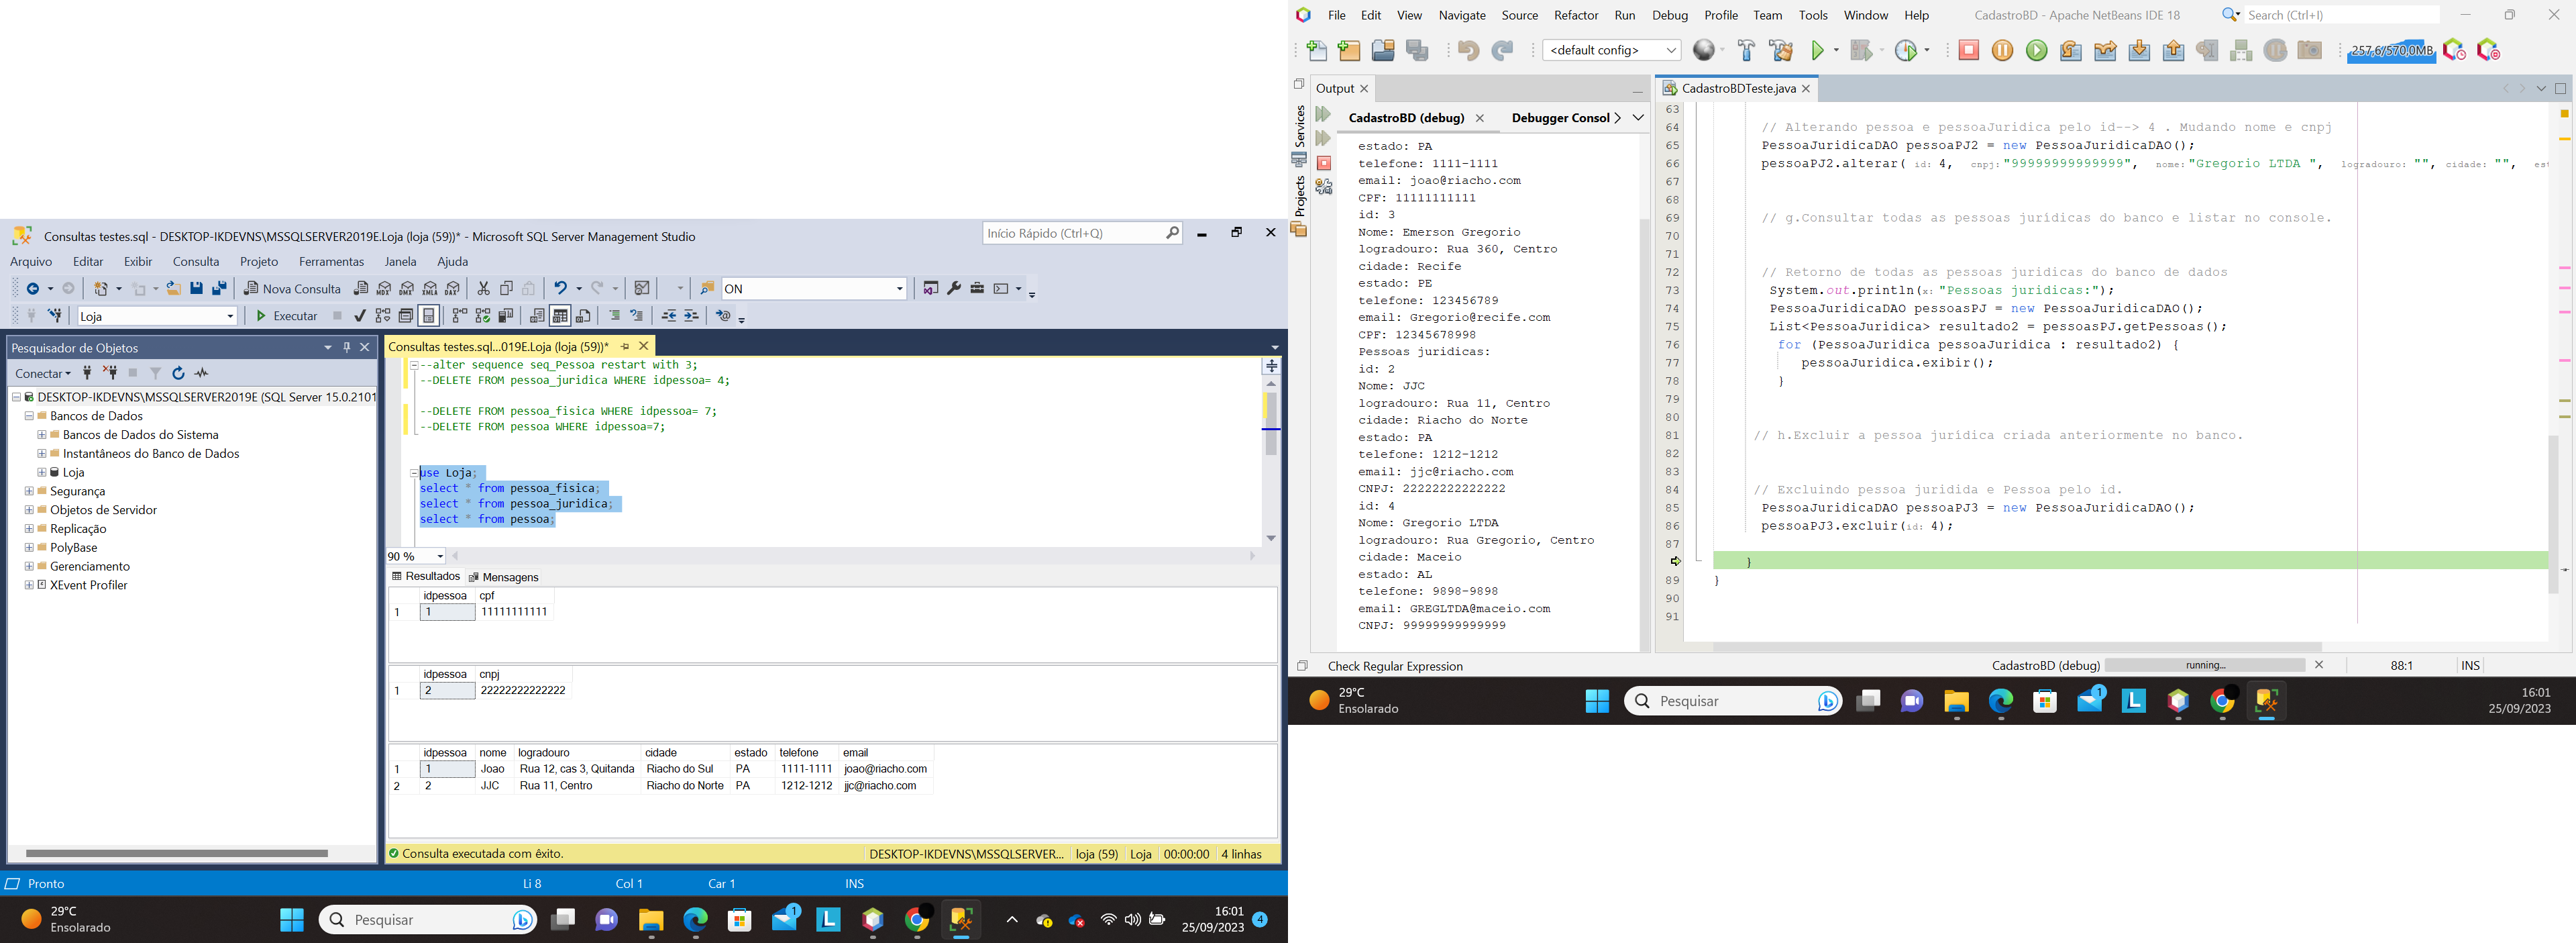 Consultas testes.sql - DESKTOP-IKDEVNS\MSSQLSERVER2019E.Loja (loja (59))* - Microsoft SQL Server Management Studio
Início Rápido (Ctrl+Q)
Arquivo Editar Exibir Consulta Projeto Ferramentas Janela Ajuda
Nova Consulta MDX DMX XMLA DAX ON
Loja Executar
Pesquisador de Objetos
Conectar
DESKTOP-IKDEVNS\MSSQLSERVER2019E (SQL Server 15.0.2101
Bancos de Dados
Bancos de Dados do Sistema
Instantâneos do Banco de Dados
Loja
Segurança
Objetos de Servidor
Replicação
PolyBase
Gerenciamento
XEvent Profiler
Consultas testes.sql...019E.Loja (loja (59))*
--alter sequence seq_Pessoa restart with 3;
--DELETE FROM pessoa_juridica WHERE idpessoa= 4;
--DELETE FROM pessoa_fisica WHERE idpessoa= 7;
--DELETE FROM pessoa WHERE idpessoa=7;
use Loja;
select * from pessoa_fisica;
select * from pessoa_juridica;
select * from pessoa;
90 %
Resultados Mensagens
idpessoa cpf
1 1 11111111111
idpessoa cnpj
1 2 22222222222222
idpessoa nome logradouro cidade estado telefone email
1 1 Joao Rua 12, cas 3, Quitanda Riacho do Sul PA 1111-1111 joao@riacho.com
2 2 JJC Rua 11, Centro Riacho do Norte PA 1212-1212 jjc@riacho.com
Consulta executada com êxito. DESKTOP-IKDEVNS\MSSQLSERVER... loja (59) Loja 00:00:00 4 linhas
Pronto Li 8 Col 1 Car 1 INS
29°C
Ensolarado
Pesquisar
1
L
16:01
25/09/2023
4
File Edit View Navigate Source Refactor Run Debug Profile Team Tools Window Help CadastroBD - Apache NetBeans IDE 18 Search (Ctrl+I)
<default config> 257,6/570,0MB
Services
Projects
Output
CadastroBD (debug) Debugger Consol
estado: PA
telefone: 1111-1111
email: joao@riacho.com
CPF: 11111111111
id: 3
Nome: Emerson Gregorio
logradouro: Rua 360, Centro
cidade: Recife
estado: PE
telefone: 123456789
email: Gregorio@recife.com
CPF: 12345678998
Pessoas juridicas:
id: 2
Nome: JJC
logradouro: Rua 11, Centro
cidade: Riacho do Norte
estado: PA
telefone: 1212-1212
email: jjc@riacho.com
CNPJ: 22222222222222
id: 4
Nome: Gregorio LTDA
logradouro: Rua Gregorio, Centro
cidade: Maceio
estado: AL
telefone: 9898-9898
email: GREGLTDA@maceio.com
CNPJ: 99999999999999
CadastroBDTeste.java
63
64 // Alterando pessoa e pessoaJuridica pelo id--> 4 . Mudando nome e cnpj
65 PessoaJuridicaDAO pessoaPJ2 = new PessoaJuridicaDAO();
66 pessoaPJ2.alterar( id: 4, cnpj: "99999999999999", nome: "Gregorio LTDA ", logradouro: "", cidade: "", est
67
68
69 // g.Consultar todas as pessoas jurídicas do banco e listar no console.
70
71
72 // Retorno de todas as pessoas jurídicas do banco de dados
73 System.out.println(x: "Pessoas juridicas:");
74 PessoaJuridicaDAO pessoasPJ = new PessoaJuridicaDAO();
75 List<PessoaJuridica> resultado2 = pessoasPJ.getPessoas();
76 for (PessoaJuridica pessoaJuridica : resultado2) {
77 pessoaJuridica.exibir();
78 }
79
80
81 // h.Excluir a pessoa jurídica criada anteriormente no banco.
82
83
84 // Excluindo pessoa juridida e Pessoa pelo id.
85 PessoaJuridicaDAO pessoaPJ3 = new PessoaJuridicaDAO();
86 pessoaPJ3.excluir(id: 4);
87
}
89 }
90
91
Check Regular Expression CadastroBD (debug) running... 88:1 INS
29°C
Ensolarado
Pesquisar
1
L
16:01
25/09/2023